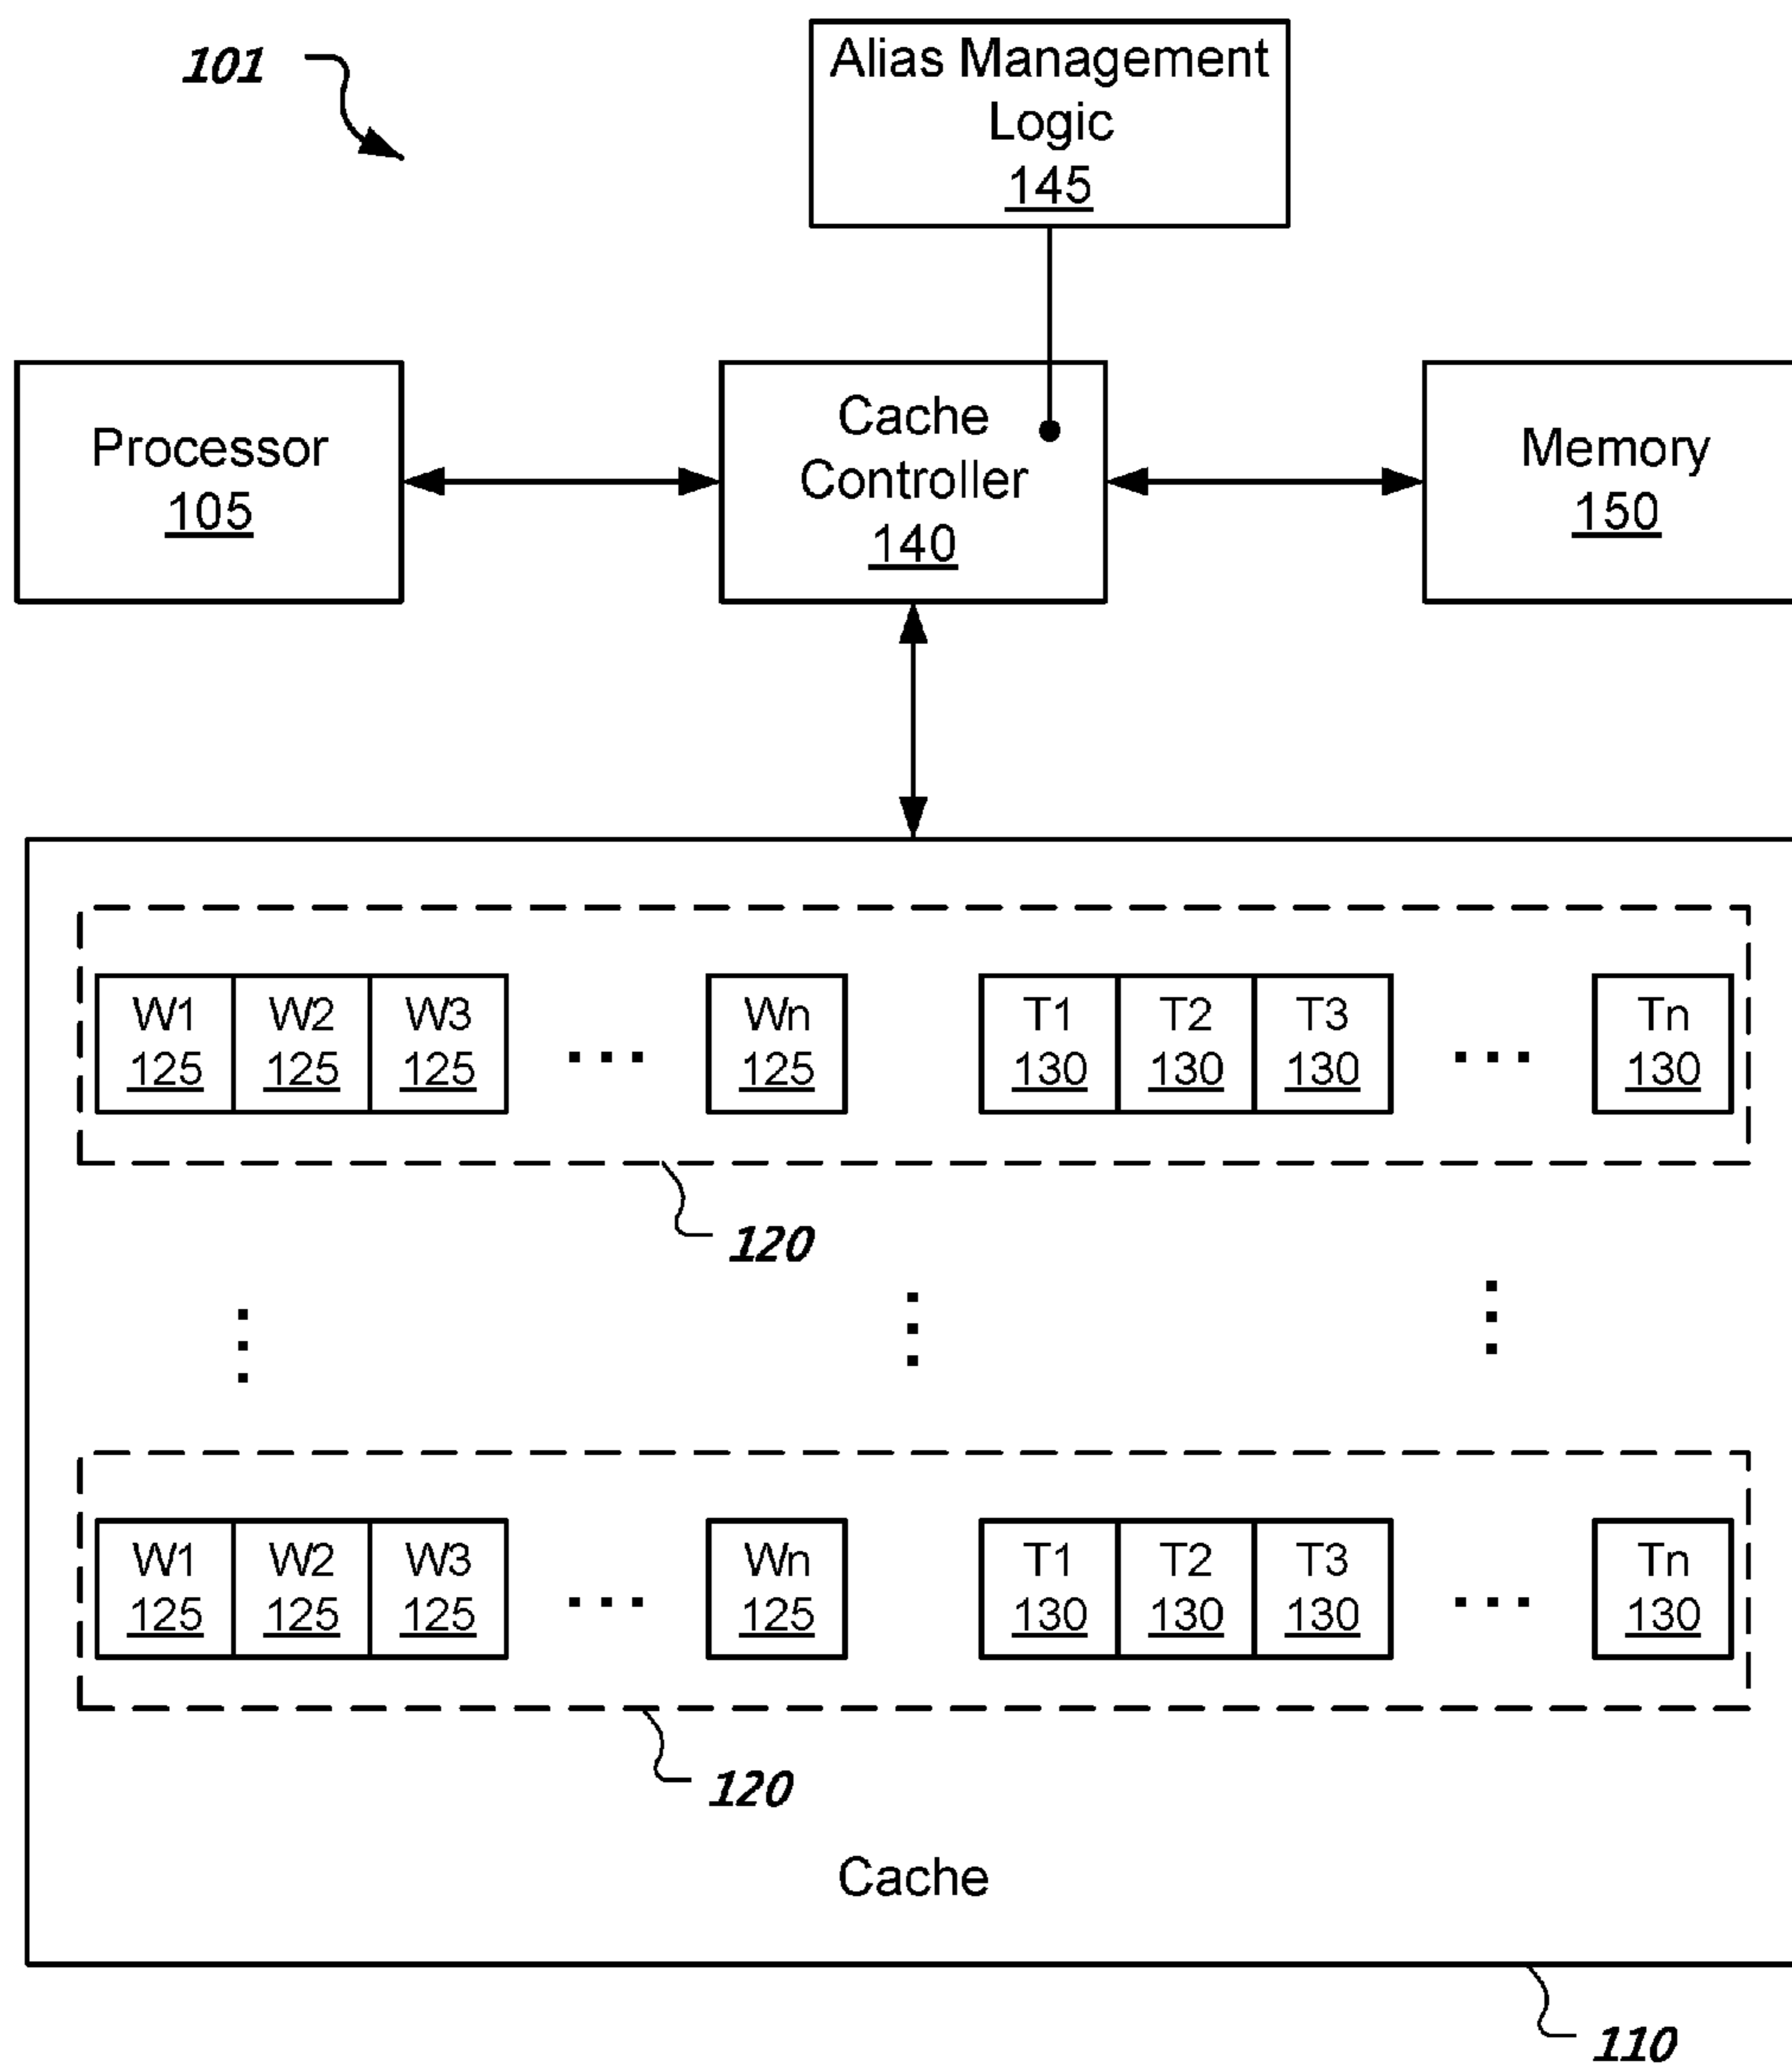 101
Alias Management
Logic
145
Processor
105
Cache
Controller
140
Memory
150
W1 W2 W3 ... Wn T1 T2 T3 ... Tn
125 125 125 125 130 130 130 130
120
W1 W2 W3 ... Wn T1 T2 T3 ... Tn
125 125 125 125 130 130 130 130
120
Cache
110